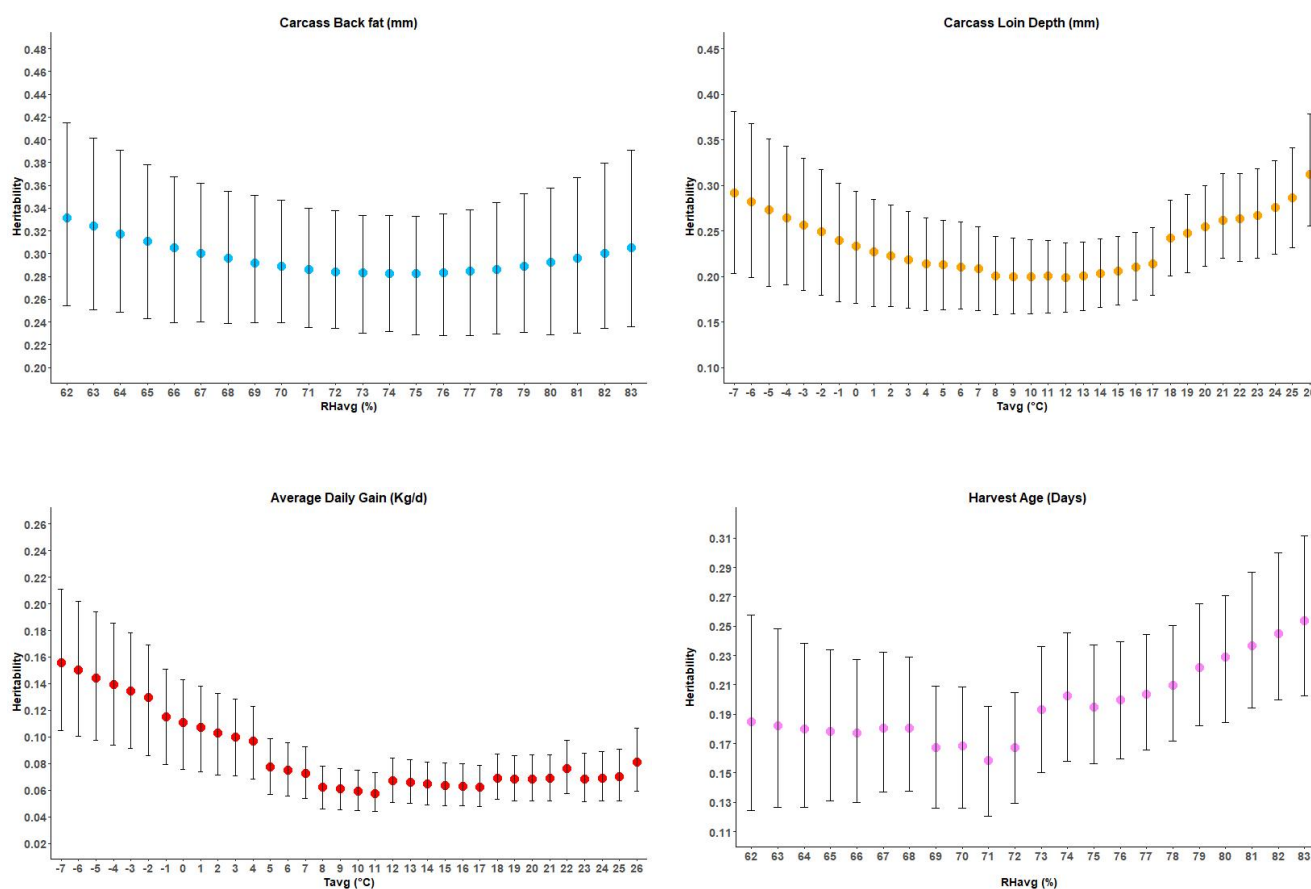 Carcass Back fat (mm)
0.48
0.46
0.44
0.42
0.40
0.38
0.36
0.34
0.32
0.30
0.28
0.26
0.24
0.22
0.20
Heritability
62 63 64 65 66 67 68 69 70 71 72 73 74 75 76 77 78 79 80 81 82 83
RHavg (%)
Carcass Loin Depth (mm)
0.45
0.40
0.35
0.30
0.25
0.20
0.15
0.10
Heritability
-7 -6 -5 -4 -3 -2 -1 0 1 2 3 4 5 6 7 8 9 10 11 12 13 14 15 16 17 18 19 20 21 22 23 24 25 26
Tavg (°C)
Average Daily Gain (Kg/d)
0.26
0.24
0.22
0.20
0.18
0.16
0.14
0.12
0.10
0.08
0.06
0.04
0.02
Heritability
-7 -6 -5 -4 -3 -2 -1 0 1 2 3 4 5 6 7 8 9 10 11 12 13 14 15 16 17 18 19 20 21 22 23 24 25 26
Tavg (°C)
Harvest Age (Days)
0.31
0.29
0.27
0.25
0.23
0.21
0.19
0.17
0.15
0.13
0.11
Heritability
62 63 64 65 66 67 68 69 70 71 72 73 74 75 76 77 78 79 80 81 82 83
RHavg (%)